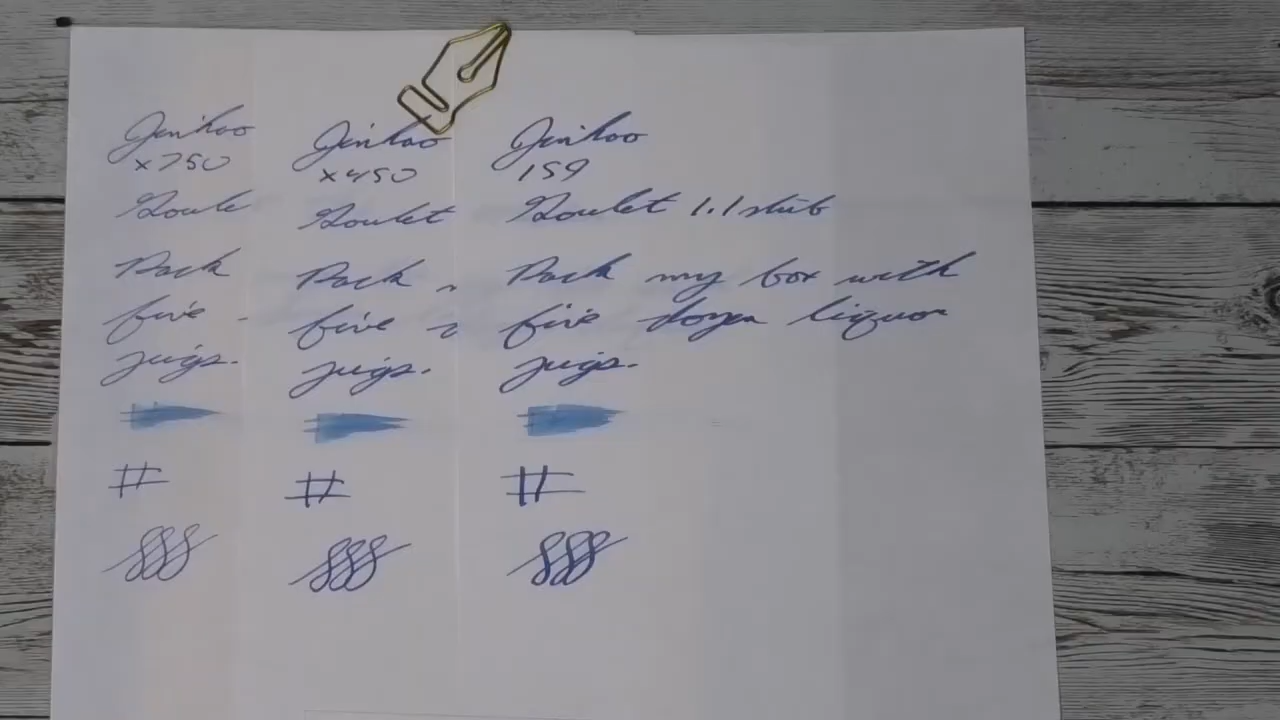 Jinhao
x750
Goule
Pack
five
jugs.
#
Jinhao
x450
Goulet
Pack
five
jugs.
#
Jinhao
159
Goulet 1.1 stub
Pack my box with
five dozen liquor
jugs.
#